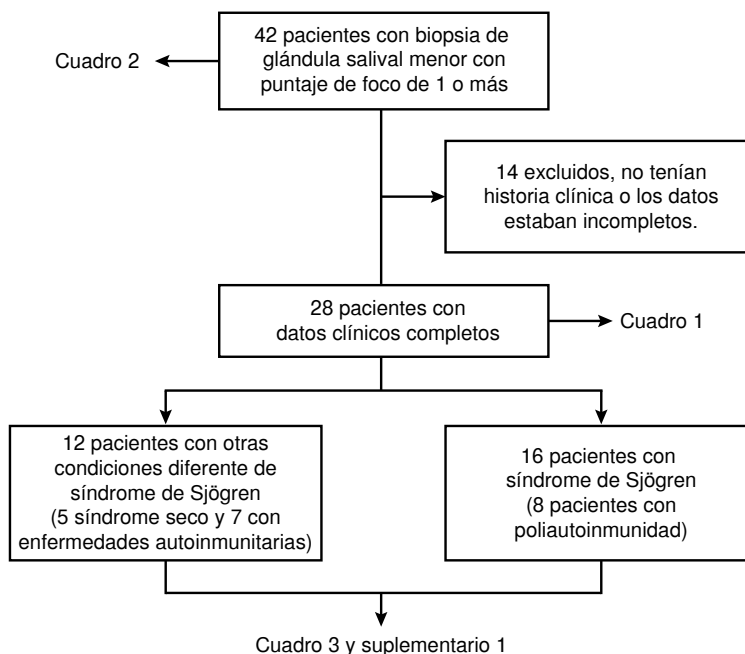 42 pacientes con biopsia de
glándula salival menor con
puntaje de foco de 1 o más
Cuadro 2
14 excluidos, no tenían
historia clínica o los datos
estaban incompletos.
28 pacientes con
datos clínicos completos
Cuadro 1
12 pacientes con otras
condiciones diferente de
síndrome de Sjögren
(5 síndrome seco y 7 con
enfermedades autoinmunitarias)
16 pacientes con
síndrome de Sjögren
(8 pacientes con
poliautoinmunidad)
Cuadro 3 y suplementario 1